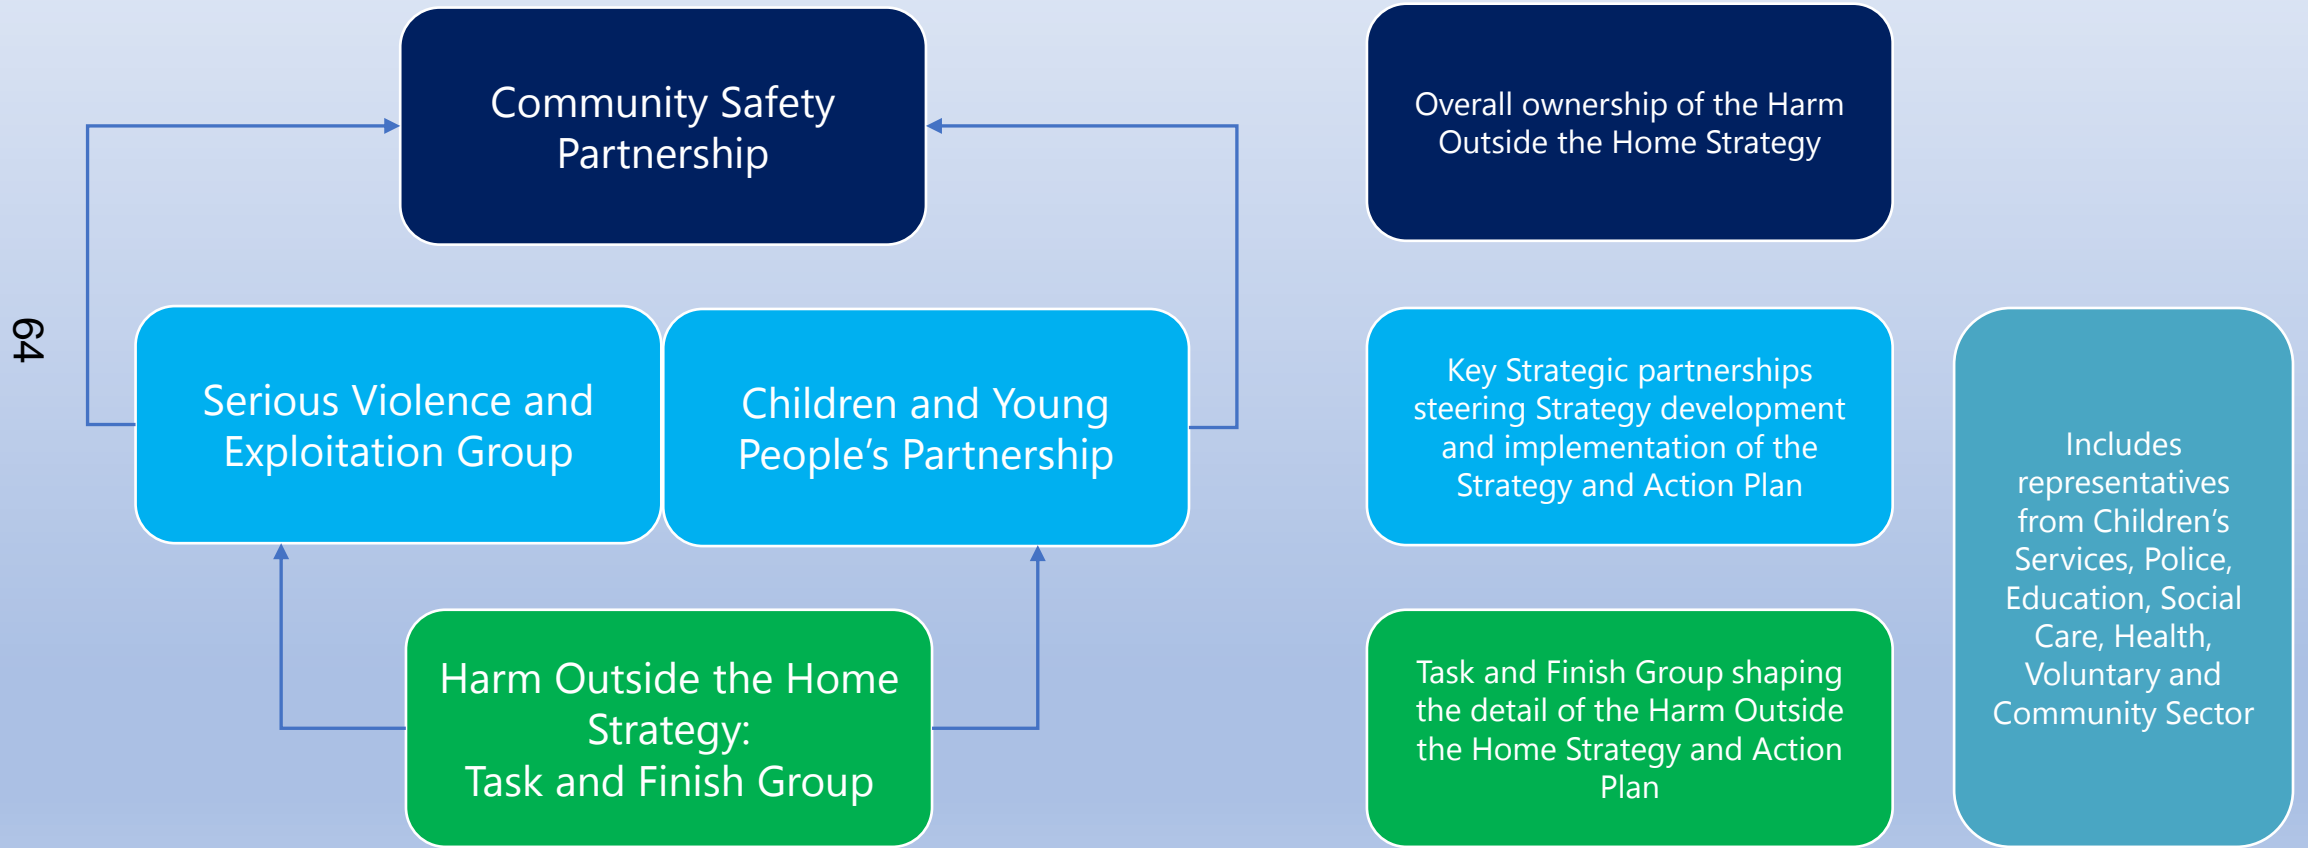 Community Safety
Partnership
Overall ownership of the Harm
Outside the Home Strategy
64
Serious Violence and
Exploitation Group
Children and Young
People’s Partnership
Key Strategic partnerships
steering Strategy development
and implementation of the
Strategy and Action Plan
Harm Outside the Home
Strategy:
Task and Finish Group
Task and Finish Group shaping
the detail of the Harm Outside
the Home Strategy and Action
Plan
Includes
representatives
from Children’s
Services, Police,
Education, Social
Care, Health,
Voluntary and
Community Sector